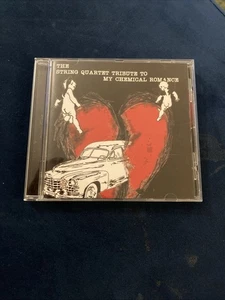 THE
STRING QUARTET TRIBUTE TO
MY CHEMICAL ROMANCE